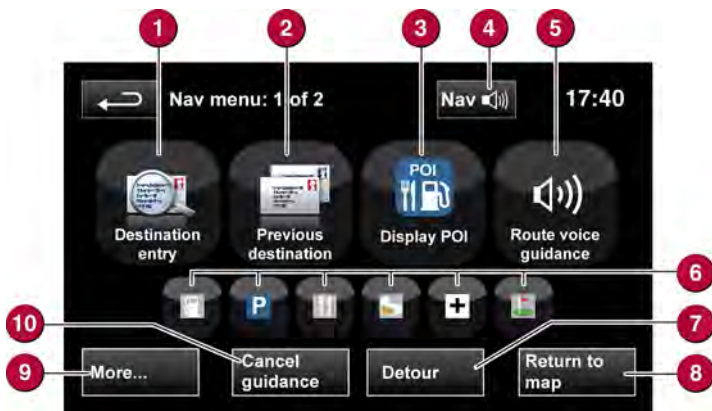 1 2 3 4 5
Nav menu: 1 of 2 Nav 17:40
POI
Destination entry
Previous destination
Display POI
Route voice guidance
P
6
10
7
9
More...
Cancel guidance
Detour
Return to map
8